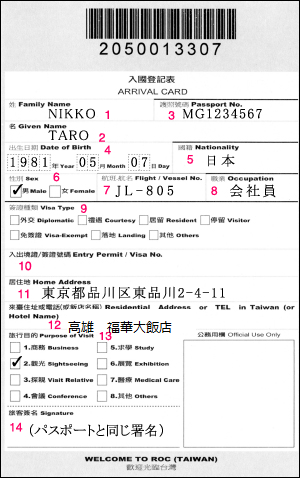 2050013307
入國登記表
ARRIVAL CARD
姓 Family Name 護照號碼 Passport No.
NIKKO 1 3 MG1234567
名 Given Name
TARO 2
出生日期 Date of Birth 4 國籍 Nationality
1981 年 Year 05 月 Month 07 日 Day 5 日本
性別 Sex 6 航班.船名 Flight / Vessel No. 職業 Occupation
男 Male 女 Female 7 JL-805 8 会社員
簽證種類 Visa Type 9
外交 Diplomatic 禮遇 Courtesy 居留 Resident 停留 Visitor
免簽證 Visa-Exempt 落地 Landing 其他 Others
入出境證/簽證號碼 Entry Permit / Visa No.
10
居住地 Home Address
11 東京都品川区東品川2-4-11
來臺住址或電話(或飯店名稱) Residential Address or TEL in Taiwan (or
Hotel Name)
12 高雄 福華大飯店
旅行目的 Purpose of Visit 13 公務用欄 Official Use Only
1.商務 Business 5.求學 Study
2.觀光 Sightseeing 6.展覽 Exhibition
3.探親 Visit Relative 7.醫療 Medical Care
4.會議 Conference 8.其他 Others
旅客簽名 Signature
14 (パスポートと同じ署名)
WELCOME TO ROC (TAIWAN)
歡迎光臨台灣